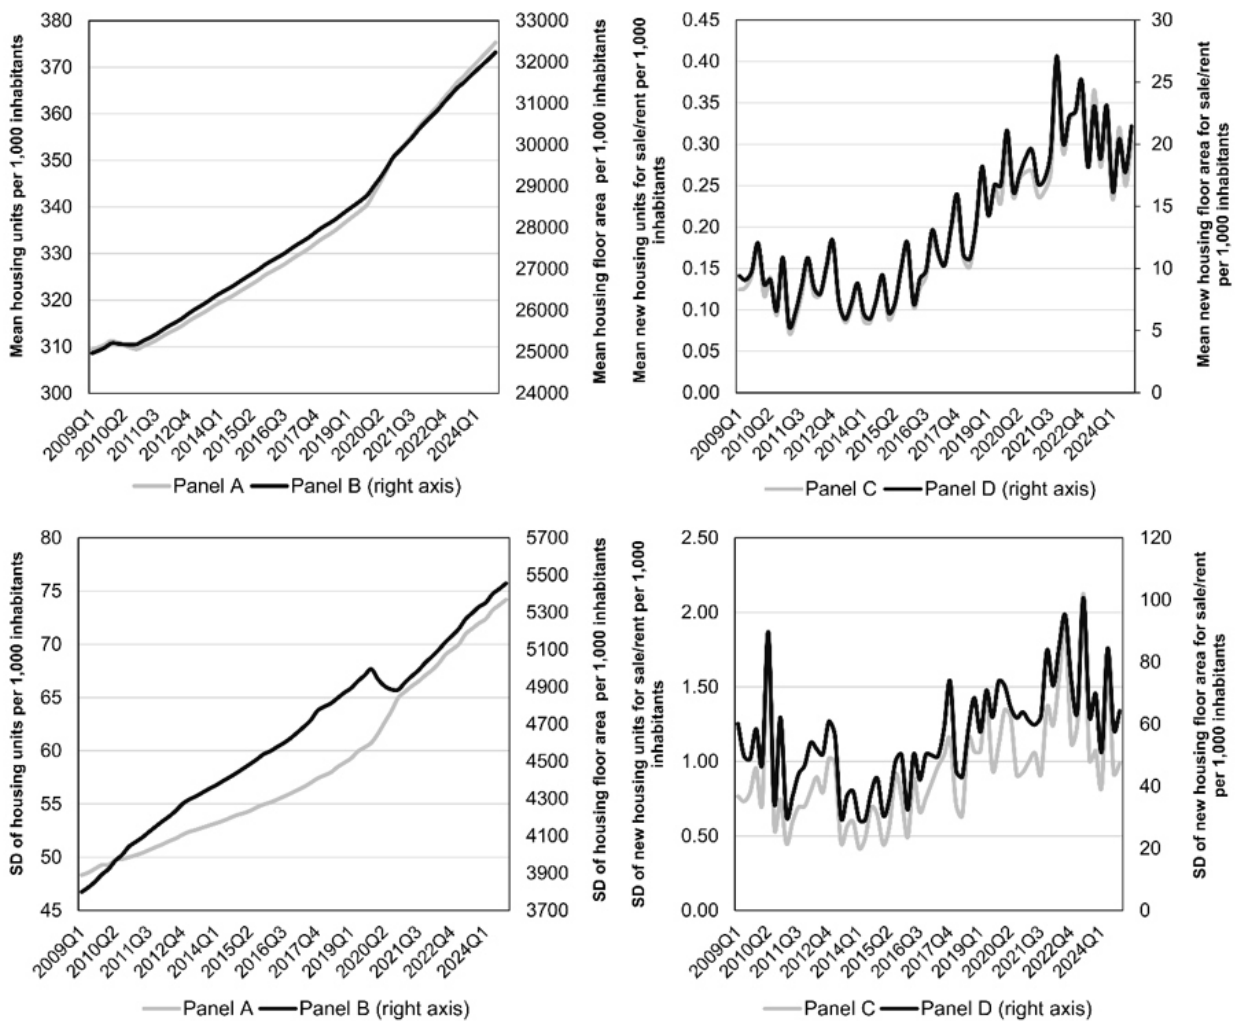 Mean housing units per 1,000 inhabitants
380
370
360
350
340
330
320
310
300
33000
32000
31000
30000
29000
28000
27000
26000
25000
24000
Mean housing floor area per 1,000 inhabitants
2009Q1
2010Q2
2011Q3
2012Q4
2014Q1
2015Q2
2016Q3
2017Q4
2019Q1
2020Q2
2021Q3
2022Q4
2024Q1
Panel A
Panel B (right axis)
Mean new housing units for sale/rent per 1,000
inhabitants
0.45
0.40
0.35
0.30
0.25
0.20
0.15
0.10
0.05
0.00
30
25
20
15
10
5
0
Mean new housing floor area for sale/rent
per 1,000 inhabitants
2009Q1
2010Q2
2011Q3
2012Q4
2014Q1
2015Q2
2016Q3
2017Q4
2019Q1
2020Q2
2021Q3
2022Q4
2024Q1
Panel C
Panel D (right axis)
SD of housing units per 1,000 inhabitants
80
75
70
65
60
55
50
45
5700
5500
5300
5100
4900
4700
4500
4300
4100
3900
3700
SD of housing floor area per 1,000 inhabitants
2009Q1
2010Q2
2011Q3
2012Q4
2014Q1
2015Q2
2016Q3
2017Q4
2019Q1
2020Q2
2021Q3
2022Q4
2024Q1
Panel A
Panel B (right axis)
SD of new housing units for sale/rent per 1,000
inhabitants
2.50
2.00
1.50
1.00
0.50
0.00
120
100
80
60
40
20
0
SD of new housing floor area for sale/rent
per 1,000 inhabitants
2009Q1
2010Q2
2011Q3
2012Q4
2014Q1
2015Q2
2016Q3
2017Q4
2019Q1
2020Q2
2021Q3
2022Q4
2024Q1
Panel C
Panel D (right axis)